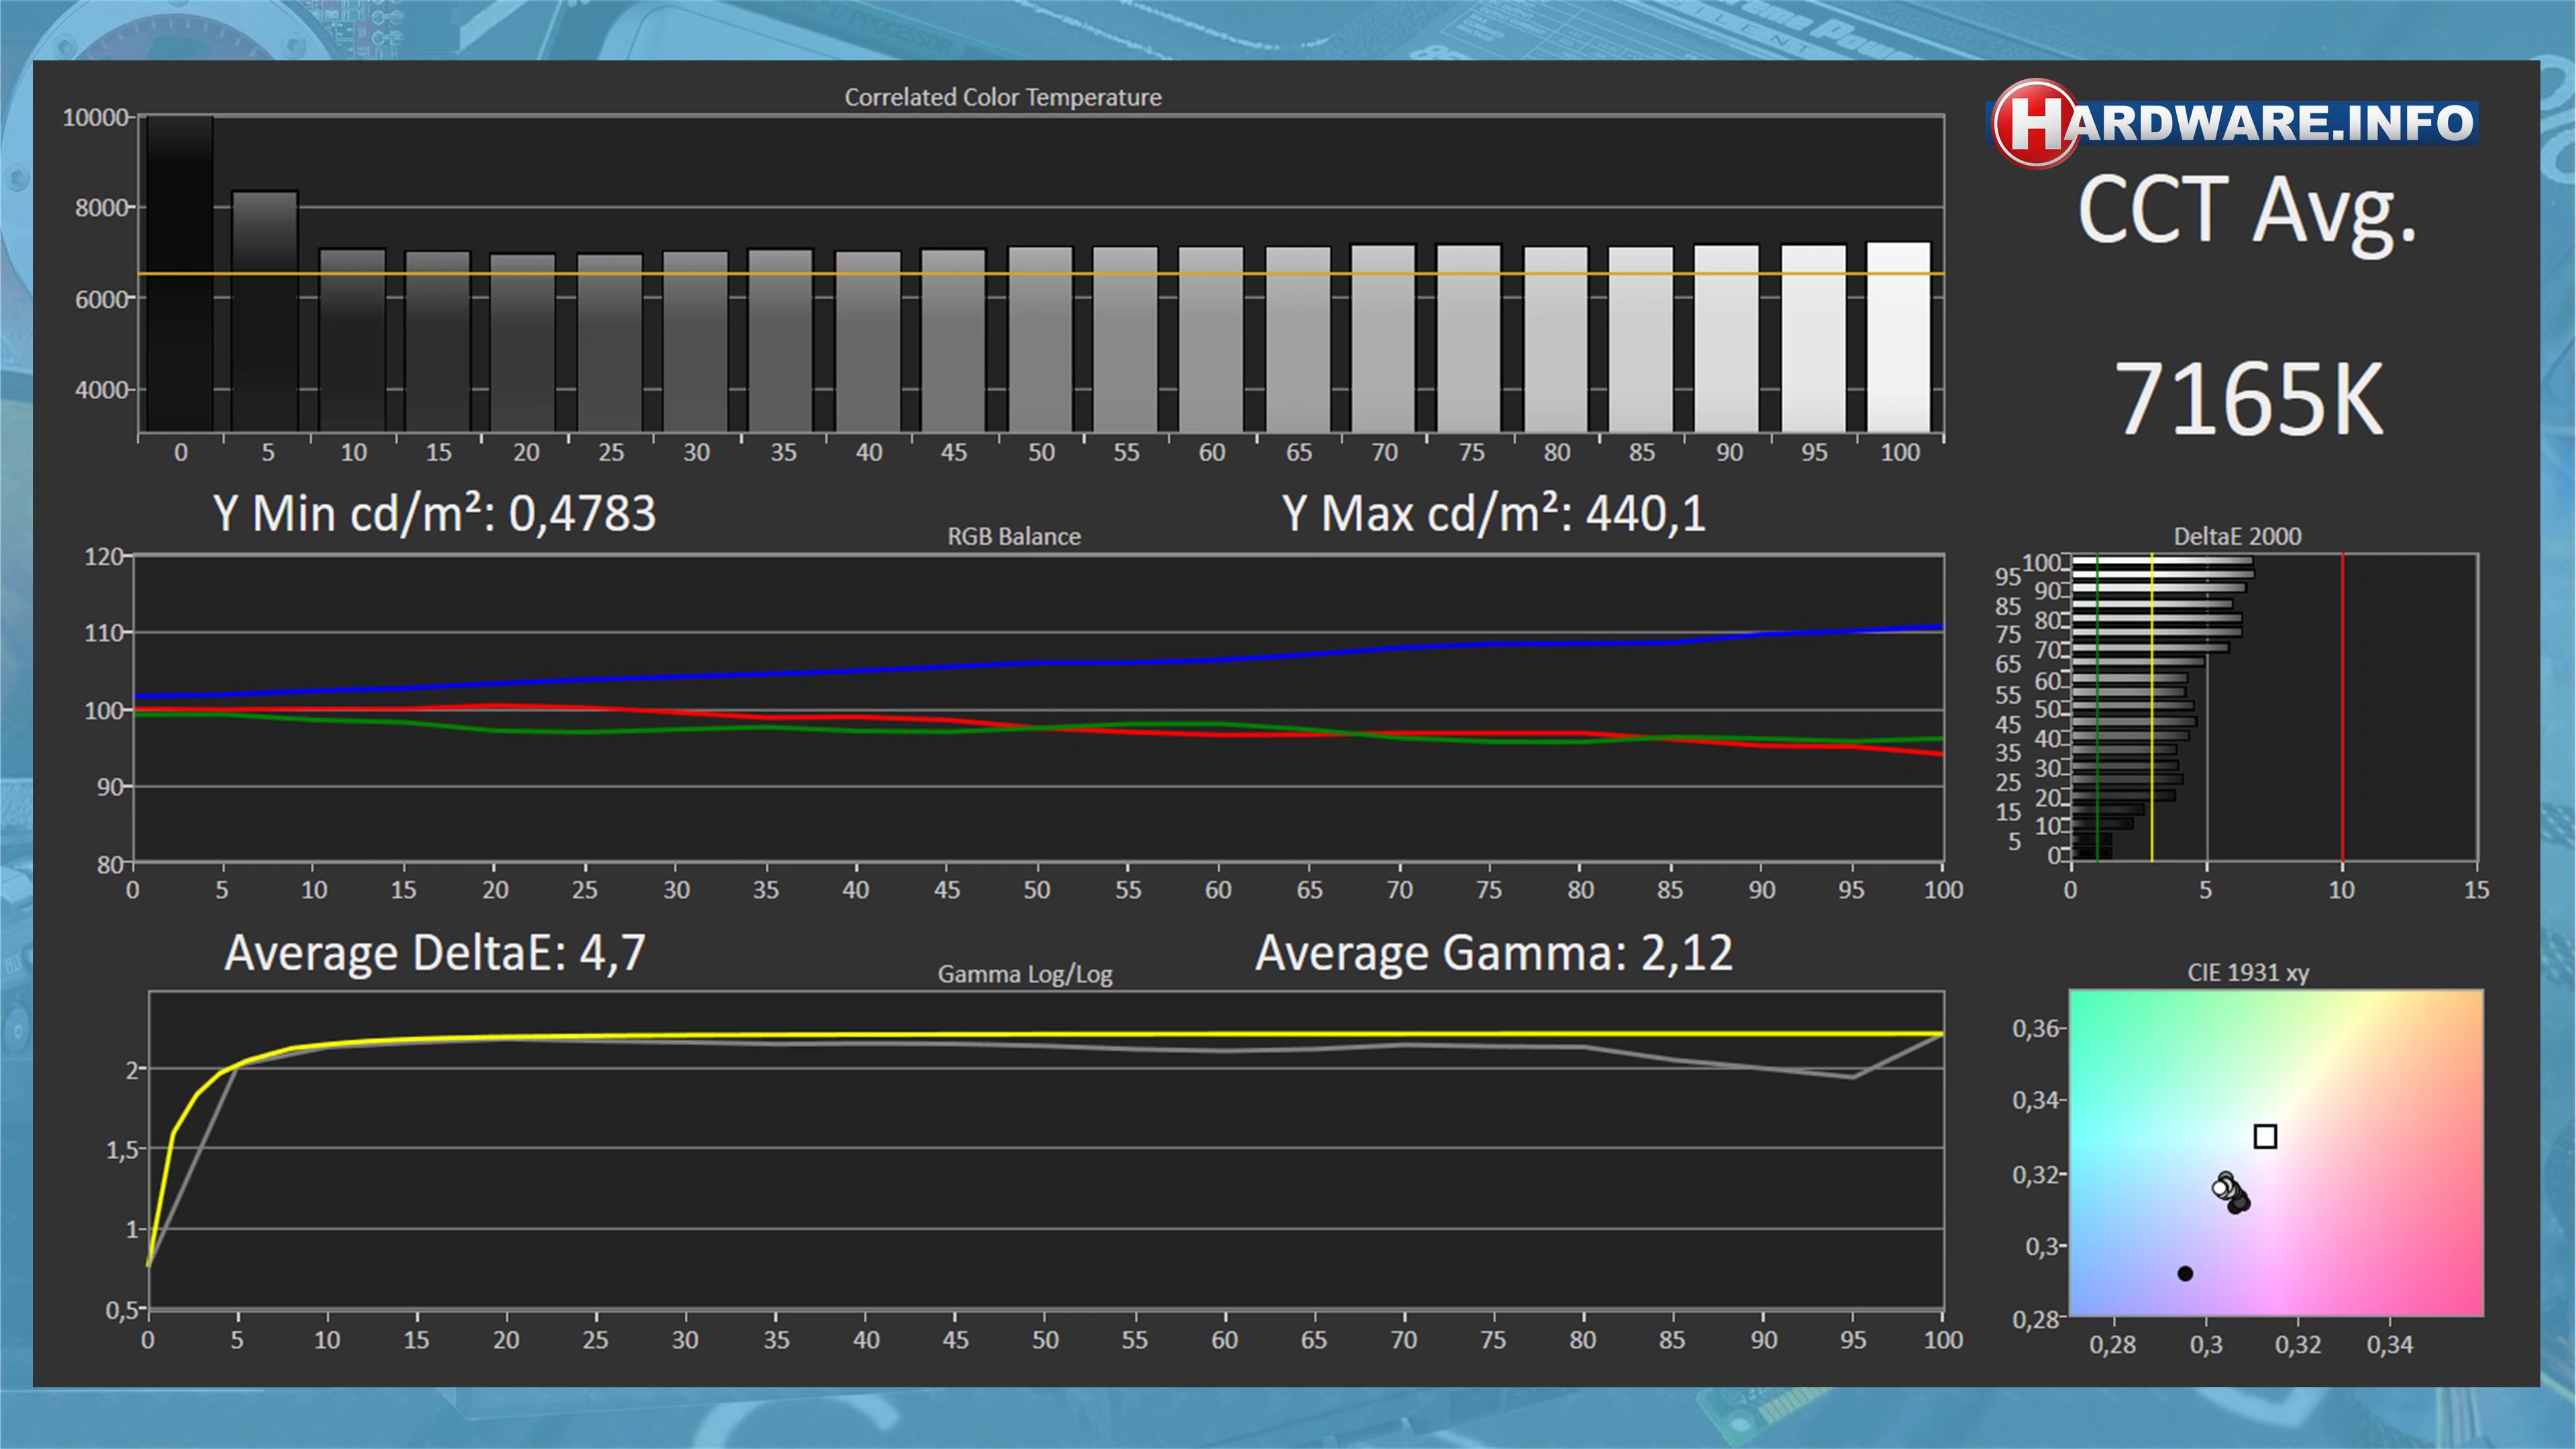 HARDWARE.INFO
Correlated Color Temperature
10000
8000
6000
4000
0 5 10 15 20 25 30 35 40 45 50 55 60 65 70 75 80 85 90 95 100
CCT Avg.
7165K
Y Min cd/m²: 0,4783
Y Max cd/m²: 440,1
RGB Balance
120
110
100
90
80
0 5 10 15 20 25 30 35 40 45 50 55 60 65 70 75 80 85 90 95 100
DeltaE 2000
100
95
90
85
80
75
70
65
60
55
50
45
40
35
30
25
20
15
10
5
0
0 5 10 15
Average DeltaE: 4,7
Average Gamma: 2,12
Gamma Log/Log
2
1,5
1
0,5
0 5 10 15 20 25 30 35 40 45 50 55 60 65 70 75 80 85 90 95 100
CIE 1931 xy
0,36
0,34
0,32
0,3
0,28
0,28 0,3 0,32 0,34